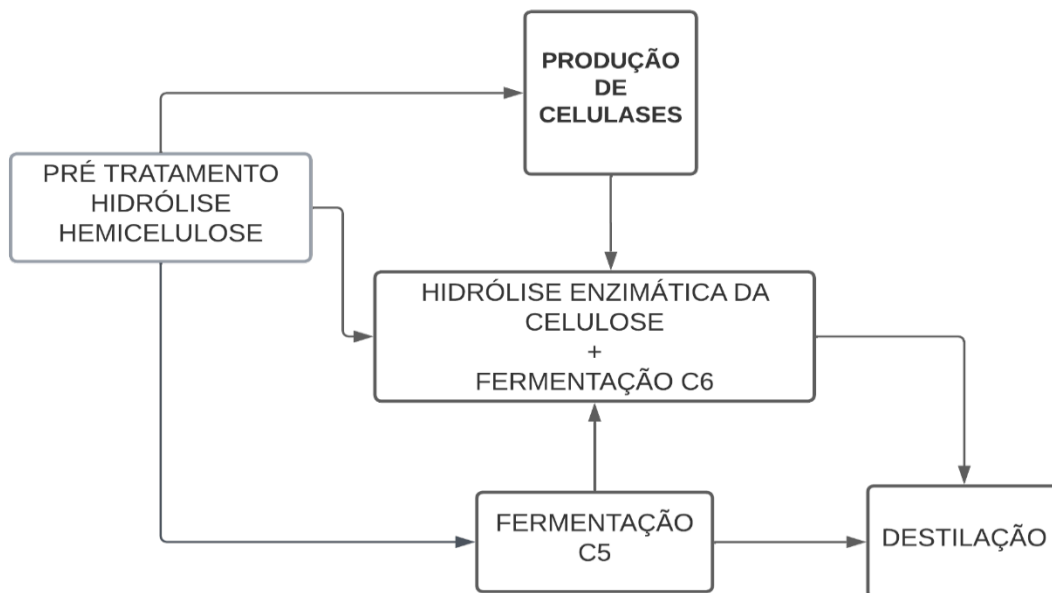 PRODUÇÃO
DE
CELULASES
PRÉ TRATAMENTO
HIDRÓLISE
HEMICELULOSE
HIDRÓLISE ENZIMÁTICA DA
CELULOSE
+
FERMENTAÇÃO C6
FERMENTAÇÃO
C5
DESTILAÇÃO